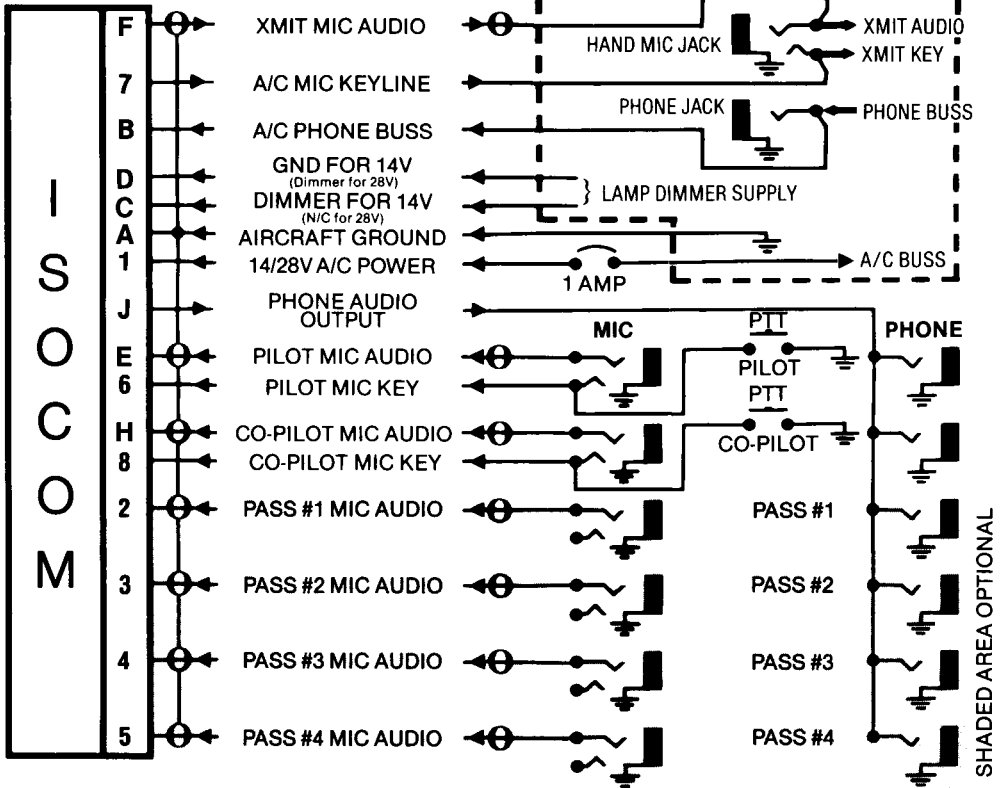 ISOCOM
F XMIT MIC AUDIO
HAND MIC JACK
XMIT AUDIO
XMIT KEY
7 A/C MIC KEYLINE
PHONE JACK
PHONE BUSS
B A/C PHONE BUSS
D GND FOR 14V
(Dimmer for 28V)
LAMP DIMMER SUPPLY
C DIMMER FOR 14V
(N/C for 28V)
A AIRCRAFT GROUND
1 14/28V A/C POWER
1 AMP
A/C BUSS
J PHONE AUDIO
OUTPUT
MIC
PTT
PHONE
E PILOT MIC AUDIO
PILOT
6 PILOT MIC KEY
PTT
H CO-PILOT MIC AUDIO
CO-PILOT
8 CO-PILOT MIC KEY
2 PASS #1 MIC AUDIO
PASS #1
3 PASS #2 MIC AUDIO
PASS #2
4 PASS #3 MIC AUDIO
PASS #3
5 PASS #4 MIC AUDIO
PASS #4
SHADED AREA OPTIONAL